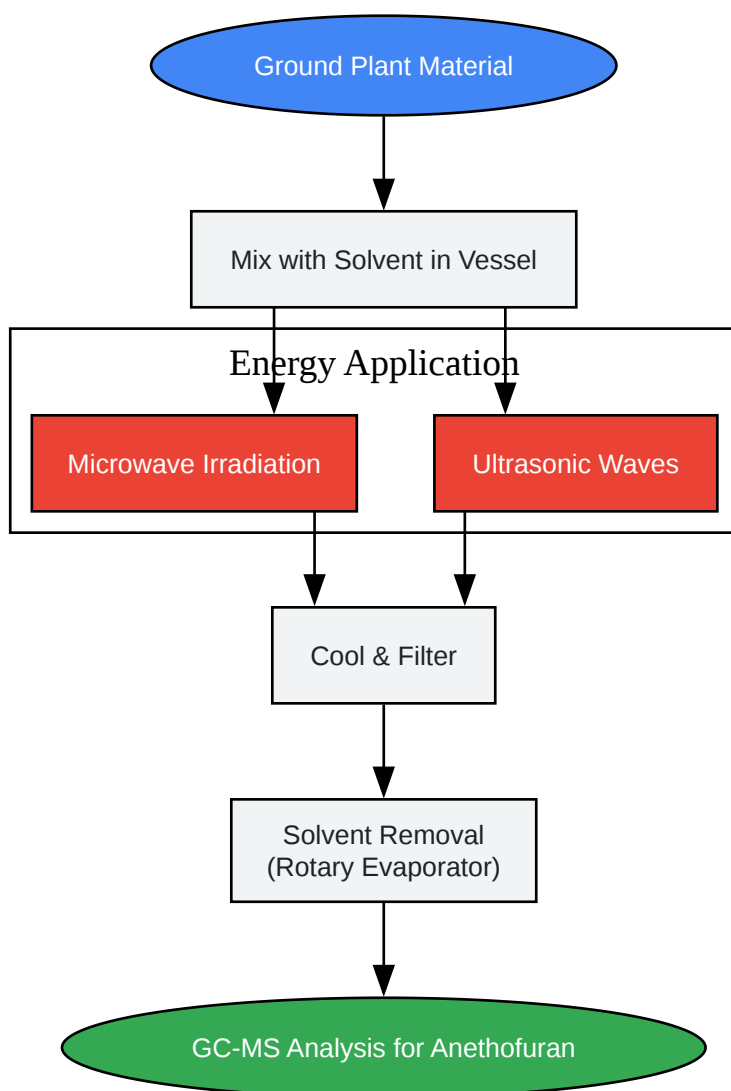 Ground Plant Material
Mix with Solvent in Vessel
Energy Application
Microwave Irradiation
Ultrasonic Waves
Cool & Filter
Solvent Removal
(Rotary Evaporator)
GC-MS Analysis for Anethofuran